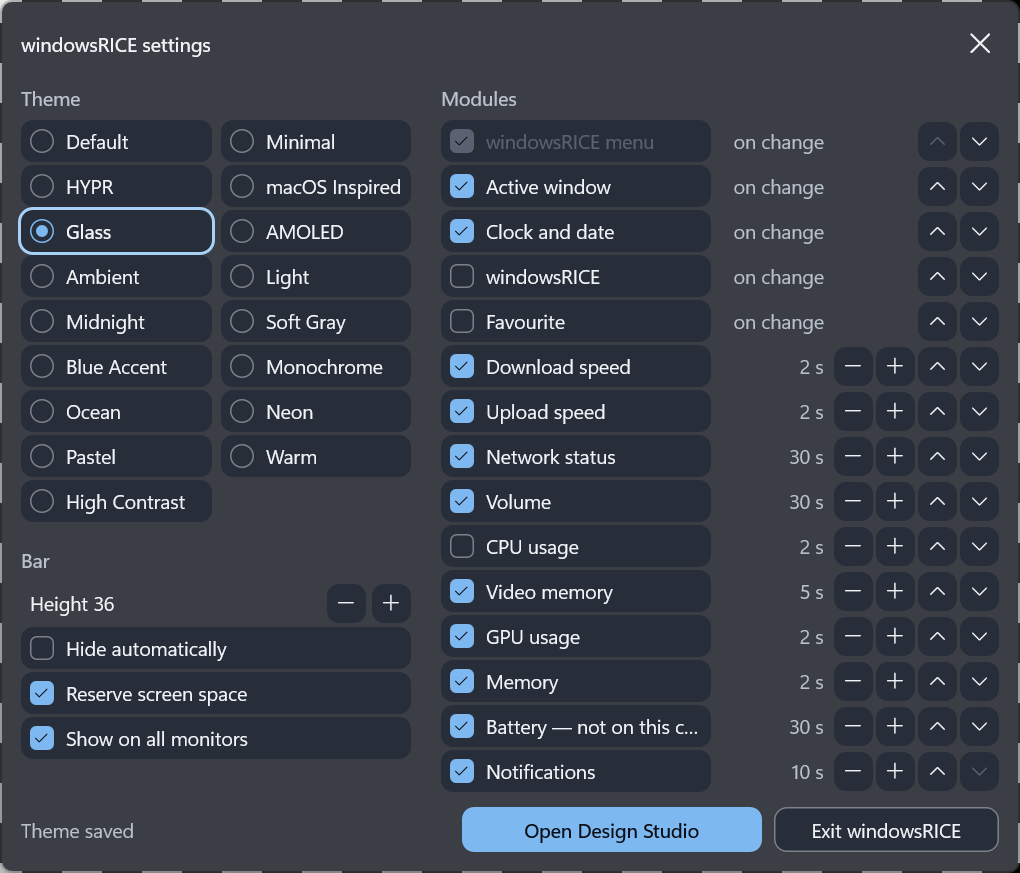 windowsRICE settings
Theme
Default
Minimal
HYPR
macOS Inspired
Glass
AMOLED
Ambient
Light
Midnight
Soft Gray
Blue Accent
Monochrome
Ocean
Neon
Pastel
Warm
High Contrast
Bar
Height 36
Hide automatically
Reserve screen space
Show on all monitors
Modules
windowsRICE menu on change
Active window on change
Clock and date on change
windowsRICE on change
Favourite on change
Download speed 2 s
Upload speed 2 s
Network status 30 s
Volume 30 s
CPU usage 2 s
Video memory 5 s
GPU usage 2 s
Memory 2 s
Battery — not on this c... 30 s
Notifications 10 s
Theme saved
Open Design Studio
Exit windowsRICE